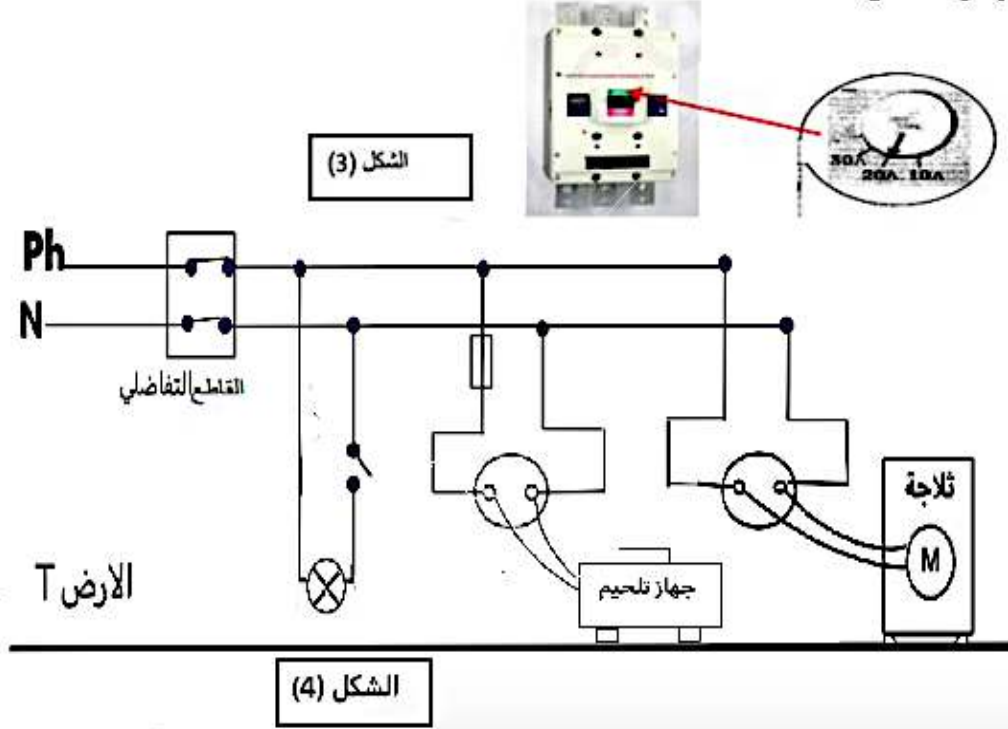 الشكل (3)
30A
20A. 10A
Ph
N
القاطع التفاضلي
ثلاجة
M
جهاز تلحيم
الارض T
الشكل (4)